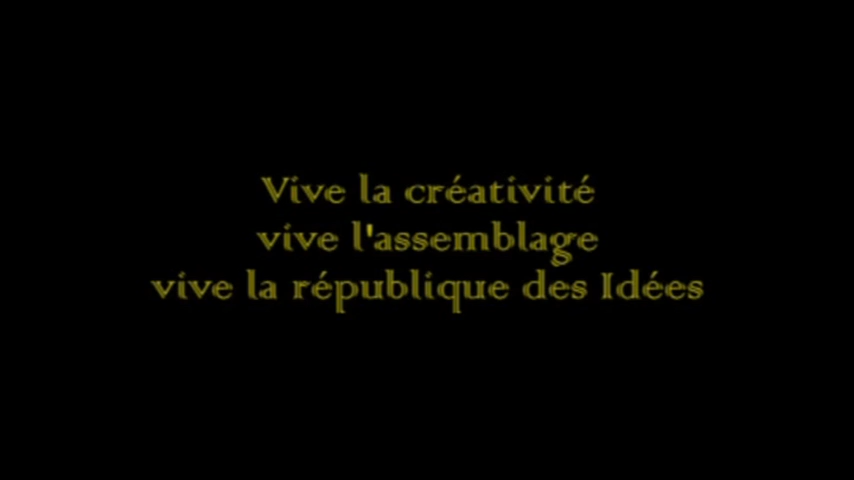 Vive la créativité
vive l'assemblage
vive la république des Idées